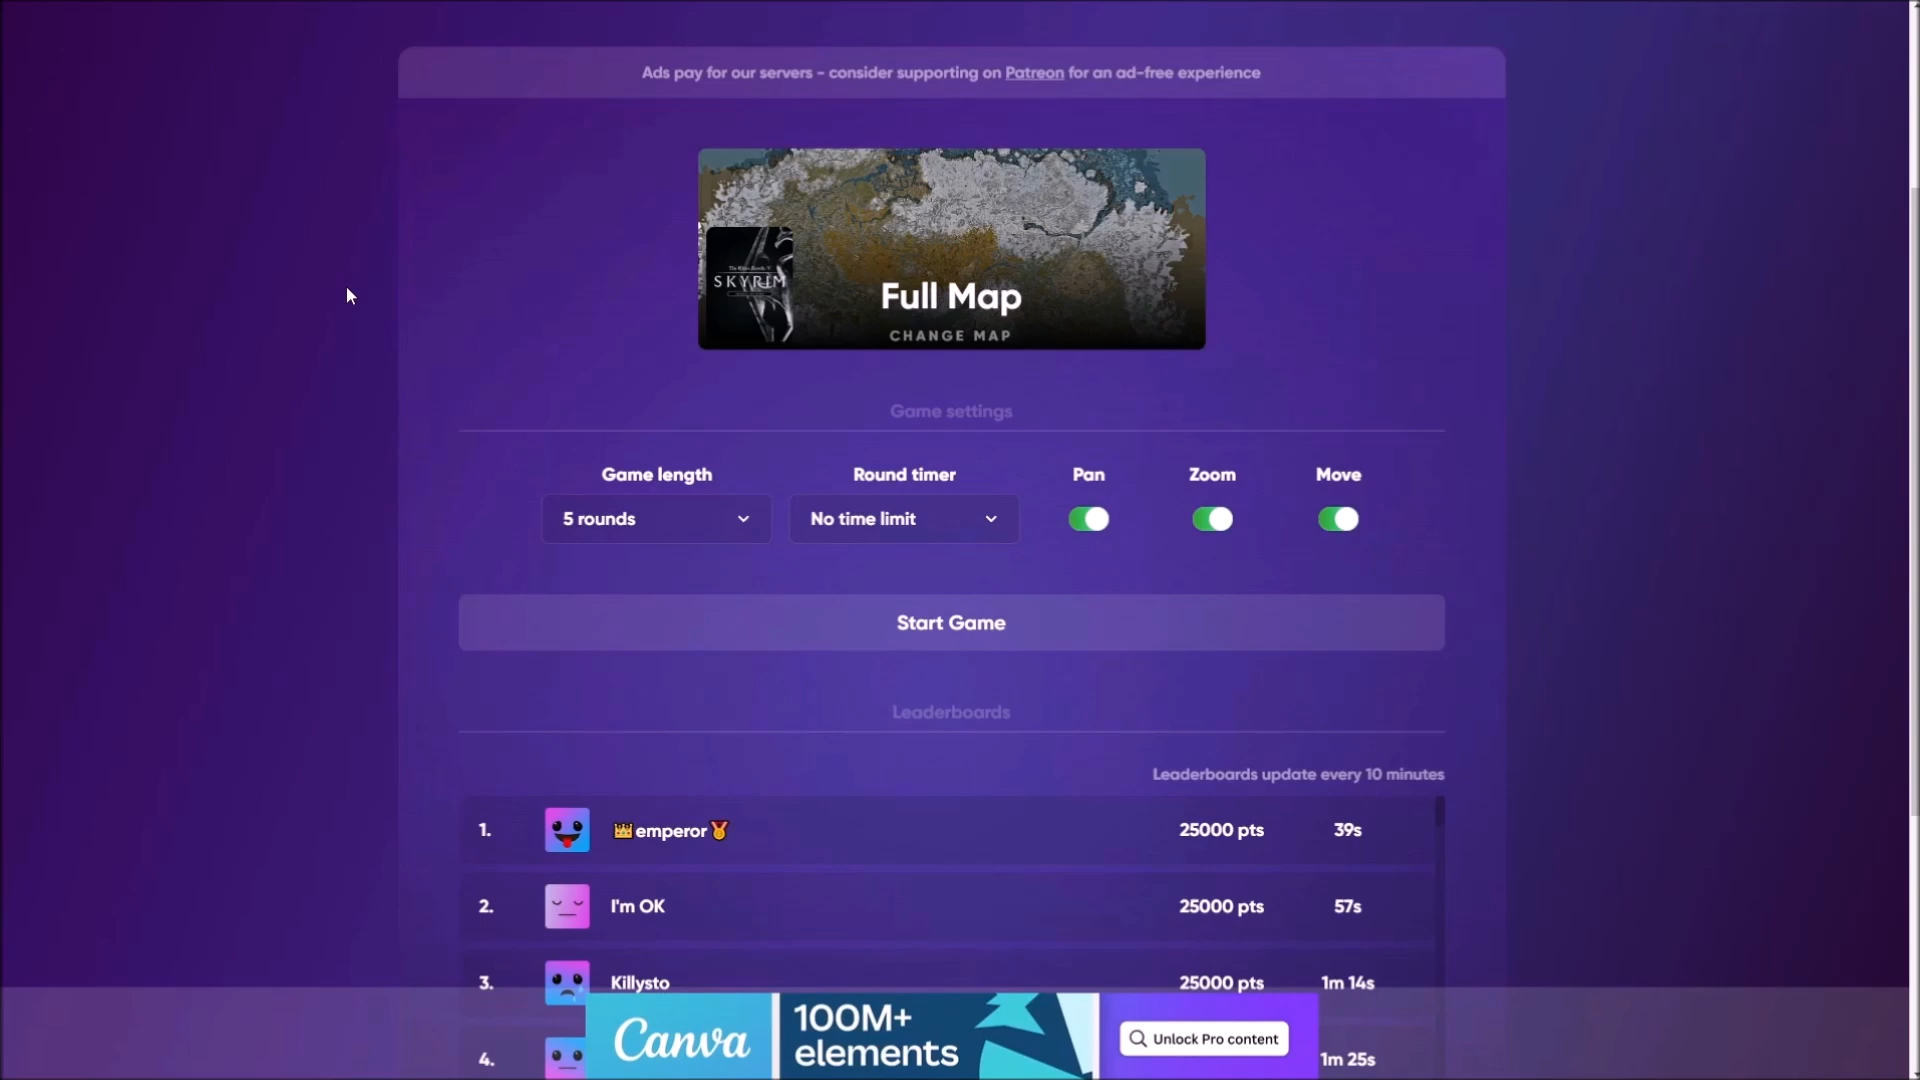 Ads pay for our servers - consider supporting on Patreon for an ad-free experience
SKYRIM
Full Map
CHANGE MAP
Game settings
Game length
Round timer
Pan
Zoom
Move
5 rounds
No time limit
Start Game
Leaderboards
Leaderboards update every 10 minutes
1. 👑emperor🏅 25000 pts 39s
2. I'm OK 25000 pts 57s
3. Killysto 25000 pts 1m 14s
4. 1m 25s
Canva
100M+
elements
Unlock Pro content